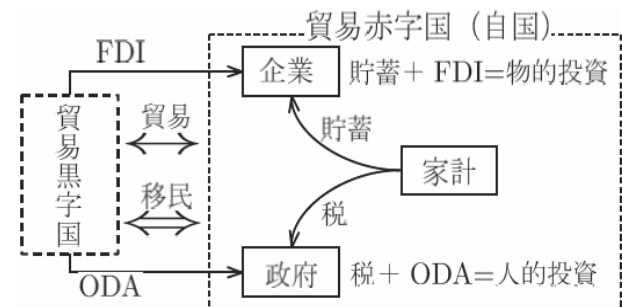 貿易赤字国（自国）
FDI
企業
貯蓄＋FDI=物的投資
貿易黒字国
貿易
移民
貯蓄
家計
税
政府
税＋ODA=人的投資
ODA